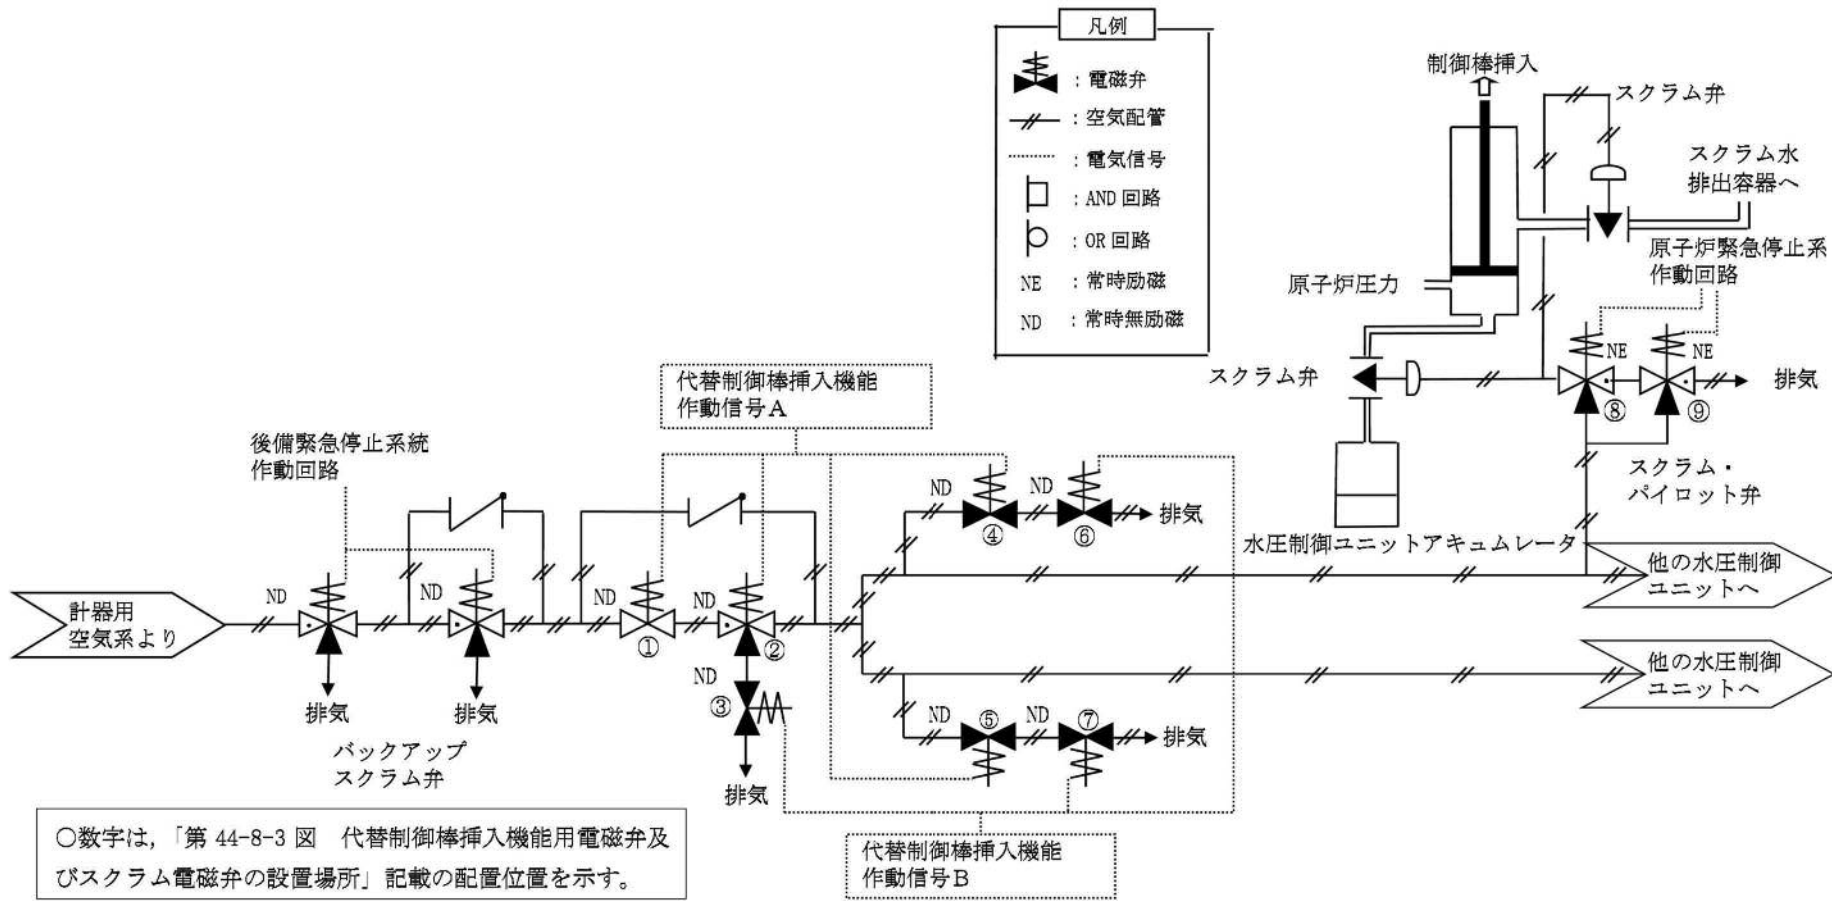 凡例
：電磁弁
：空気配管
：電気信号
：AND 回路
：OR 回路
NE ：常時励磁
ND ：常時無励磁
制御棒挿入
スクラム弁
スクラム水
排出容器へ
原子炉緊急停止系
作動回路
原子炉圧力
NE
NE
スクラム弁
排気
⑧
⑨
スクラム・
パイロット弁
水圧制御ユニットアキュムレータ
代替制御棒挿入機能
作動信号A
後備緊急停止系統
作動回路
ND
ND
④
⑥
排気
他の水圧制御
ユニットへ
計器用
空気系より
ND
ND
ND
ND
①
②
ND
③
排気
排気
バックアップ
スクラム弁
排気
他の水圧制御
ユニットへ
ND
⑤
ND
⑦
排気
代替制御棒挿入機能
作動信号B
○数字は，「第 44-8-3 図　代替制御棒挿入機能用電磁弁及
びスクラム電磁弁の設置場所」記載の配置位置を示す。